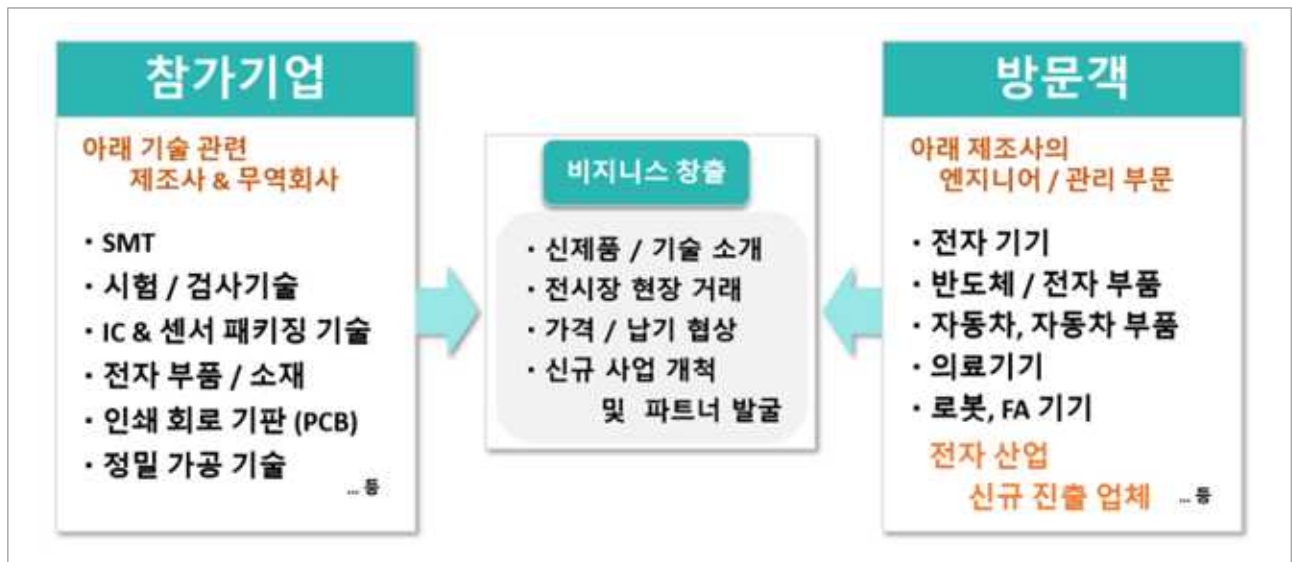 참가기업
아래 기술 관련
제조사 & 무역회사
・SMT
・시험 / 검사기술
・IC & 센서 패키징 기술
・전자 부품 / 소재
・인쇄 회로 기판 (PCB)
・정밀 가공 기술
... 등
비지니스 창출
・신제품 / 기술 소개
・전시장 현장 거래
・가격 / 납기 협상
・신규 사업 개척
및 파트너 발굴
방문객
아래 제조사의
엔지니어 / 관리 부문
・전자 기기
・반도체 / 전자 부품
・자동차, 자동차 부품
・의료기기
・로봇, FA 기기
전자 산업
신규 진출 업체
... 등